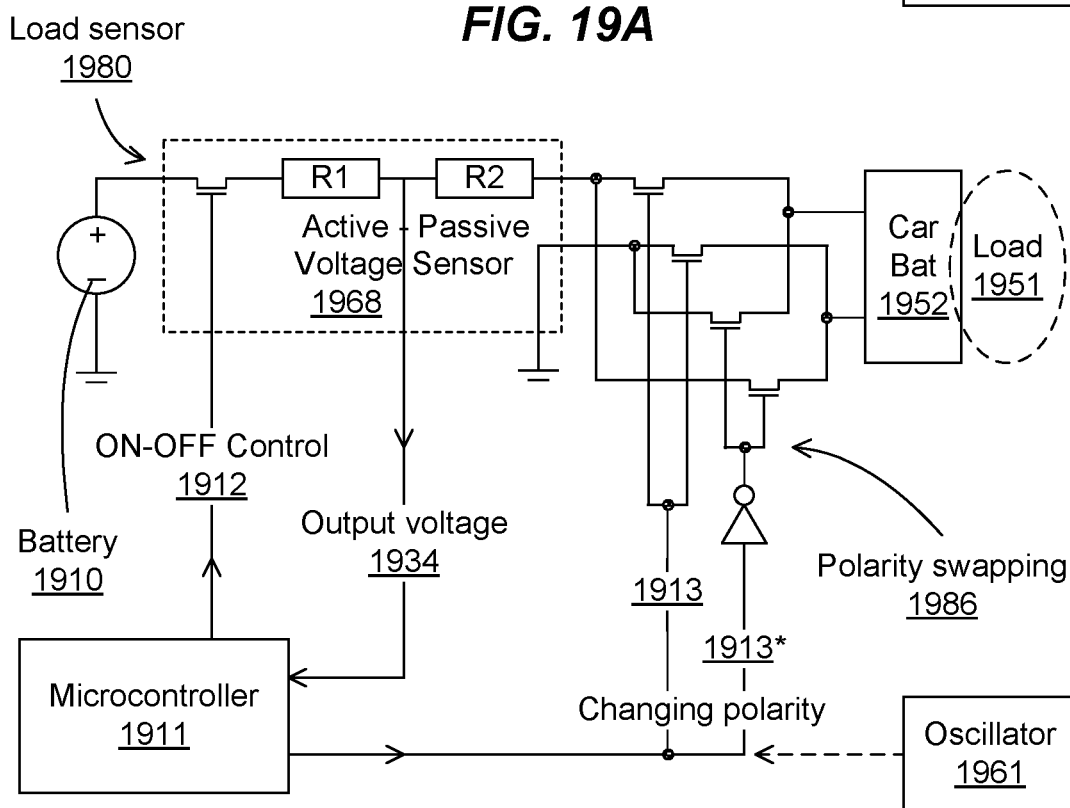 FIG. 19A
Load sensor
1980
R1
R2
Active - Passive
Voltage Sensor
1968
+
−
Car
Bat
1952
Load
1951
ON-OFF Control
1912
Battery
1910
Output voltage
1934
Polarity swapping
1986
1913
1913*
Changing polarity
Microcontroller
1911
Oscillator
1961